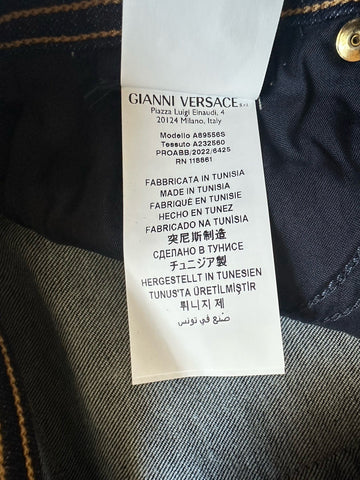 GIANNI VERSACE S.r.l.
Piazza Luigi Einaudi, 4
20124 Milano, Italy
Modello A89556S
Tessuto A232560
PROABB/2022/6425
RN 118861
FABBRICATA IN TUNISIA
MADE IN TUNISIA
FABRIQUÉ EN TUNISIE
HECHO EN TUNEZ
FABRICADO NA TUNÍSIA
突尼斯制造
СДЕЛАНО В ТУНИСЕ
チュニジア製
HERGESTELLT IN TUNESIEN
TUNUS'TA ÜRETİLMİŞTİR
튀니지 제
صنع في تونس